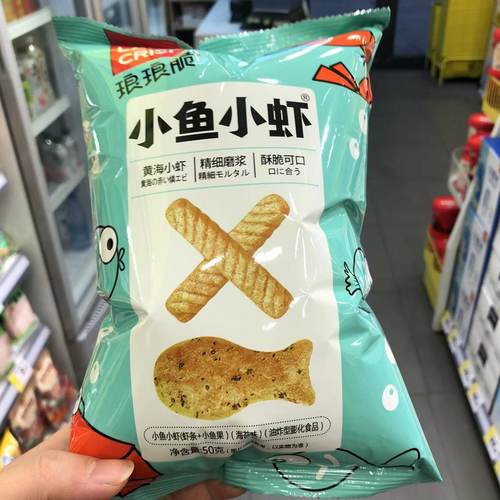 CRISP
琅琅脆
小鱼小虾®
黄海小虾 精细磨浆 酥脆可口
黄海の赤い燐エビ 精細モルタル 口に合う
小鱼小虾(虾条+小鱼果)(海苔味)(油炸型膨化食品)
净含量:50克